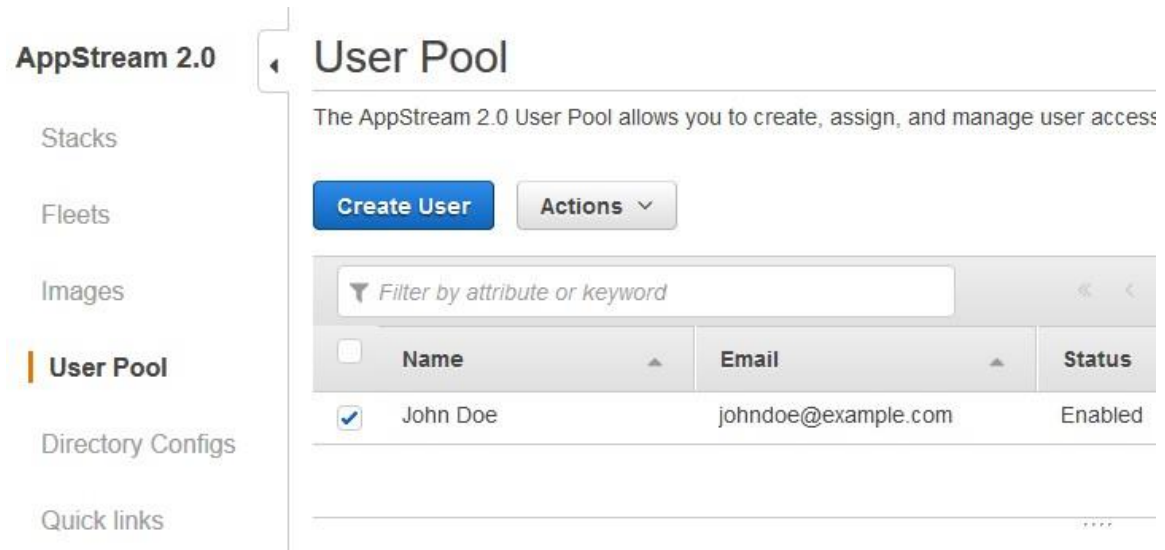 AppStream 2.0
Stacks
Fleets
Images
User Pool
Directory Configs
Quick links
User Pool
The AppStream 2.0 User Pool allows you to create, assign, and manage user access
Create User Actions
Filter by attribute or keyword
Name Email Status
John Doe johndoe@example.com Enabled